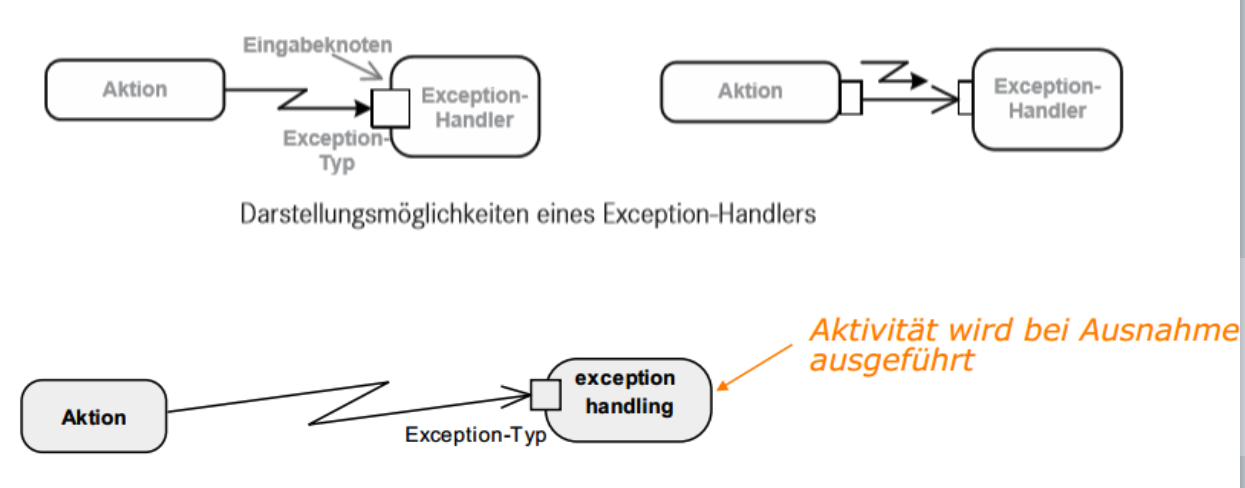 Eingabeknoten
Aktion
Exception-
Handler
Exception-
Typ
Aktion
Exception-
Handler
Darstellungsmöglichkeiten eines Exception-Handlers
Aktivität wird bei Ausnahme
ausgeführt
Aktion
exception
handling
Exception-Typ